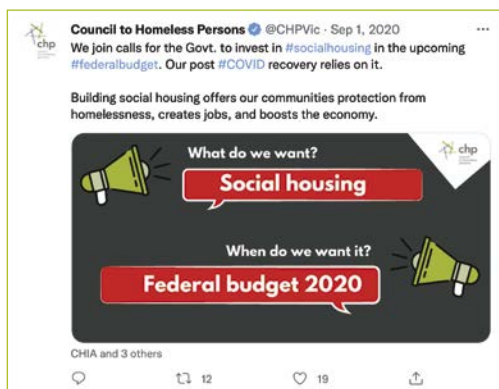 Council to Homeless Persons @CHPVic · Sep 1, 2020
We join calls for the Govt. to invest in #socialhousing in the upcoming
#federalbudget. Our post #COVID recovery relies on it.
Building social housing offers our communities protection from
homelessness, creates jobs, and boosts the economy.
chp
What do we want?
chp
Social housing
When do we want it?
Federal budget 2020
CHIA and 3 others
12
19